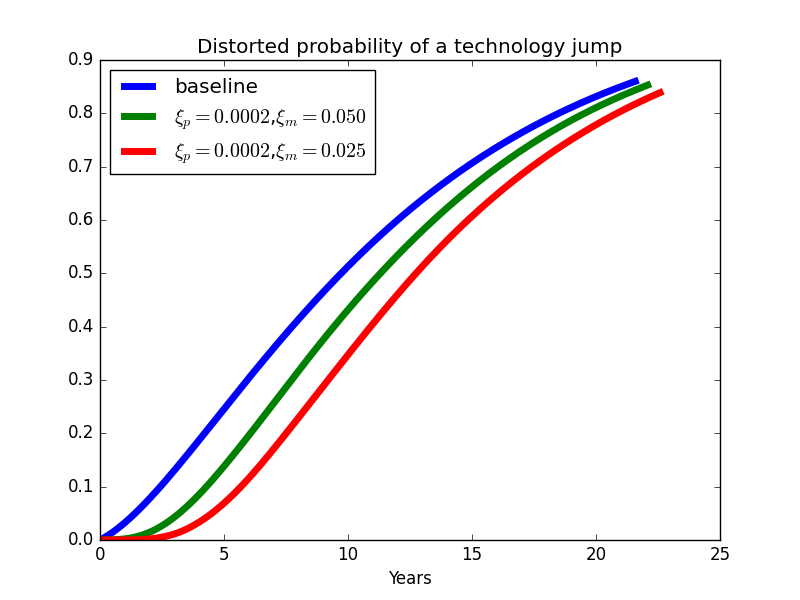 Distorted probability of a technology jump
0.9
0.8
0.7
0.6
0.5
0.4
0.3
0.2
0.1
0.0
baseline
ξₚ = 0.0002,ξₘ = 0.050
ξₚ = 0.0002,ξₘ = 0.025
0 5 10 15 20 25
Years